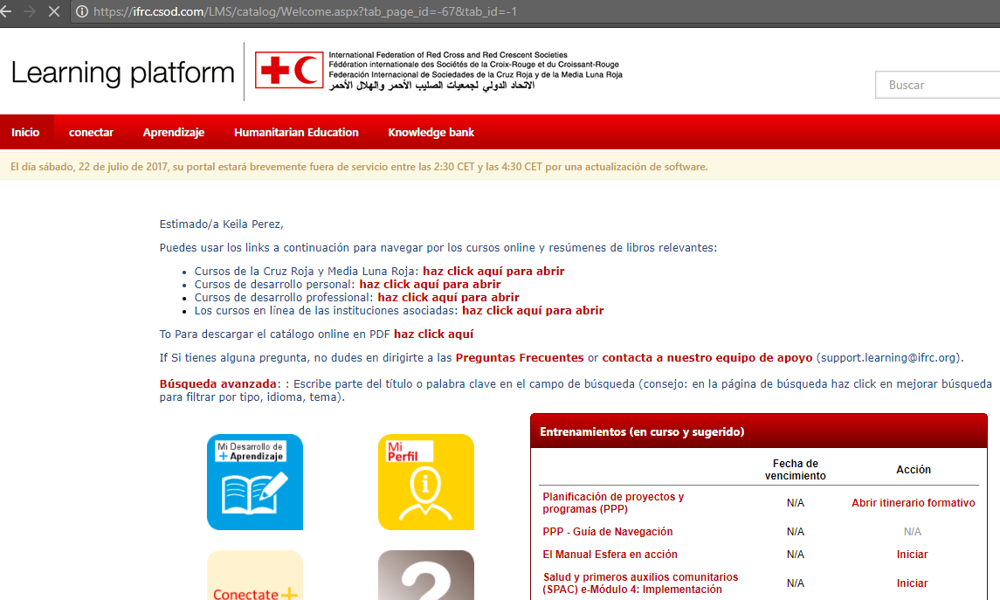 https://ifrc.csod.com/LMS/catalog/Welcome.aspx?tab_page_id=-67&tab_id=-1
Learning platform
International Federation of Red Cross and Red Crescent Societies
Fédération internationale des Sociétés de la Croix-Rouge et du Croissant-Rouge
Federación Internacional de Sociedades de la Cruz Roja y de la Media Luna Roja
الاتحاد الدولي لجمعيات الصليب الأحمر والهلال الأحمر
Buscar
Inicio conectar Aprendizaje Humanitarian Education Knowledge bank
El día sábado, 22 de julio de 2017, su portal estará brevemente fuera de servicio entre las 2:30 CET y las 4:30 CET por una actualización de software.
Estimado/a Keila Perez,
Puedes usar los links a continuación para navegar por los cursos online y resúmenes de libros relevantes:
• Cursos de la Cruz Roja y Media Luna Roja: haz click aquí para abrir
• Cursos de desarrollo personal: haz click aquí para abrir
• Cursos de desarrollo professional: haz click aquí para abrir
• Los cursos en línea de las instituciones asociadas: haz click aquí para abrir
To Para descargar el catálogo online en PDF haz click aquí
If Si tienes alguna pregunta, no dudes en dirigirte a las Preguntas Frecuentes or contacta a nuestro equipo de apoyo (support.learning@ifrc.org).
Búsqueda avanzada: : Escribe parte del título o palabra clave en el campo de búsqueda (consejo: en la página de búsqueda haz click en mejorar búsqueda
para filtrar por tipo, idioma, tema).
Mi Desarrollo de
+ Aprendizaje
Mi
Perfil
Conectate+
?
Entrenamientos (en curso y sugerido)
Fecha de
vencimiento
Acción
Planificación de proyectos y
programas (PPP)
N/A
Abrir itinerario formativo
PPP - Guía de Navegación N/A N/A
El Manual Esfera en acción N/A Iniciar
Salud y primeros auxilios comunitarios
(SPAC) e-Módulo 4: Implementación
N/A
Iniciar